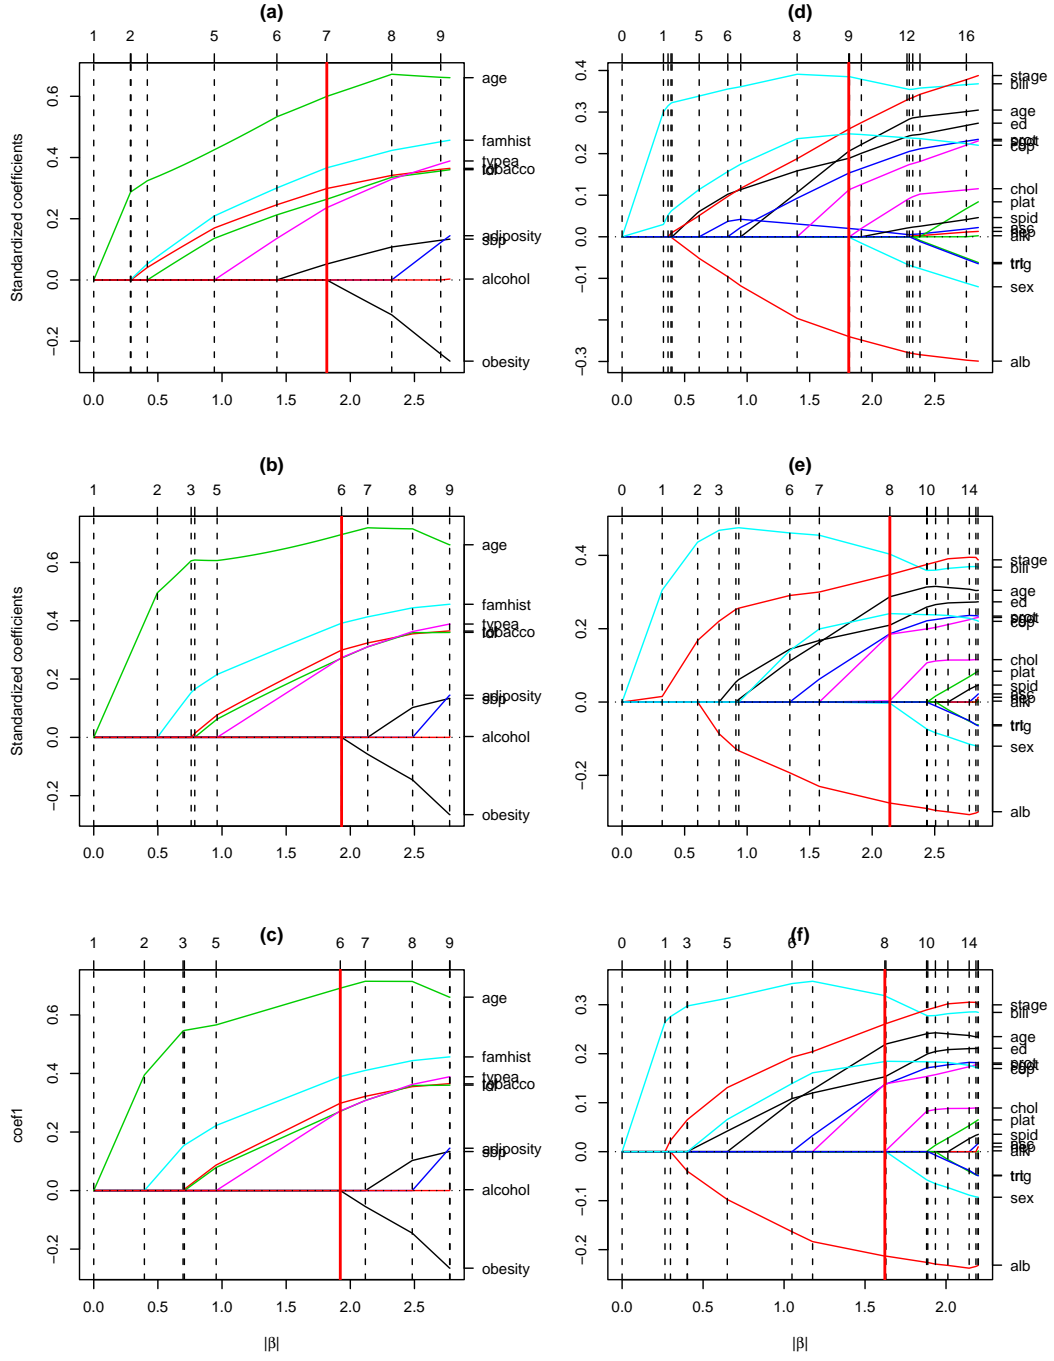 (a)
1 2 5 6 7 8 9
Standardized coefficients
0.6
0.4
0.2
0.0
−0.2
age
famhist
typea
tobacco
adiposity
sbp
alcohol
obesity
0.0 0.5 1.0 1.5 2.0 2.5
(d)
0 1 5 6 8 9 12 16
0.4
0.3
0.2
0.1
0.0
−0.1
−0.3
stage
bili
age
ed
prot
cop
chol
plat
spid
alk
trig
sex
alb
0.0 0.5 1.0 1.5 2.0 2.5
(b)
1 2 3 5 6 7 8 9
Standardized coefficients
0.6
0.4
0.2
0.0
−0.2
age
famhist
typea
tobacco
adiposity
sbp
alcohol
obesity
0.0 0.5 1.0 1.5 2.0 2.5
(e)
0 1 2 3 6 7 8 10 14
0.4
0.2
0.0
−0.2
stage
bili
age
ed
prot
cop
chol
plat
spid
alk
trig
sex
alb
0.0 0.5 1.0 1.5 2.0 2.5
(c)
1 2 3 5 6 7 8 9
coef1
0.6
0.4
0.2
0.0
−0.2
age
famhist
typea
tobacco
adiposity
sbp
alcohol
obesity
0.0 0.5 1.0 1.5 2.0 2.5
|β|
(f)
0 1 3 5 6 8 10 14
0.3
0.2
0.1
0.0
−0.1
−0.2
stage
bili
age
ed
prot
cop
chol
plat
spid
alk
trig
sex
alb
0.0 0.5 1.0 1.5 2.0
|β|